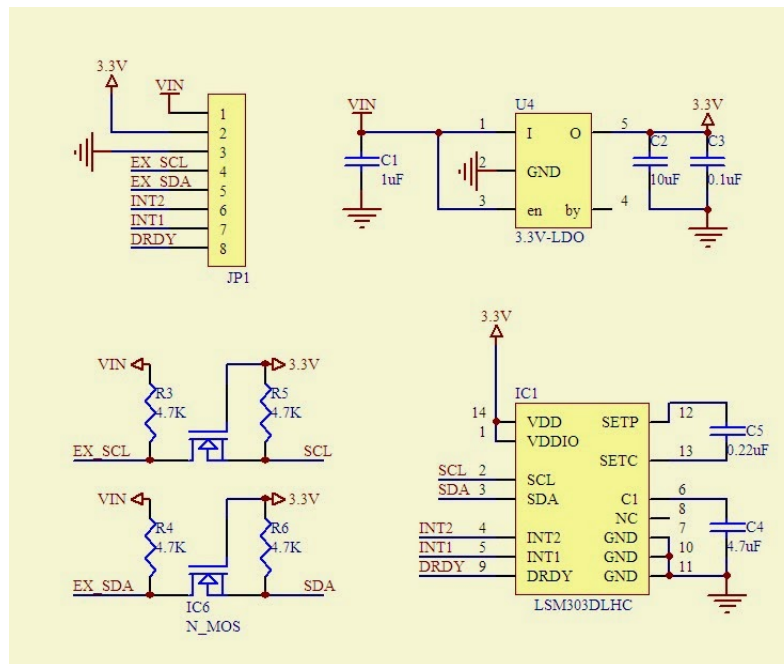 3.3V
VIN
1
2
3
EX_SCL 4
EX_SDA 5
INT2 6
INT1 7
DRDY 8
JP1
VIN
C1
1uF
U4
1 I O 5
2 GND
3 en by 4
3.3V-LDO
3.3V
C2
10uF
C3
0.1uF
VIN 3.3V
R3
4.7K
R5
4.7K
EX_SCL SCL
VIN 3.3V
R4
4.7K
R6
4.7K
EX_SDA SDA
IC6
N_MOS
3.3V
IC1
14 VDD SETP 12
1 VDDIO
SETC 13
C5
0.22uF
SCL 2 SCL
SDA 3 SDA
C1 6
NC 8
INT2 4 INT2 GND 7
INT1 5 INT1 GND 10
DRDY 9 DRDY GND 11
C4
4.7uF
LSM303DLHC